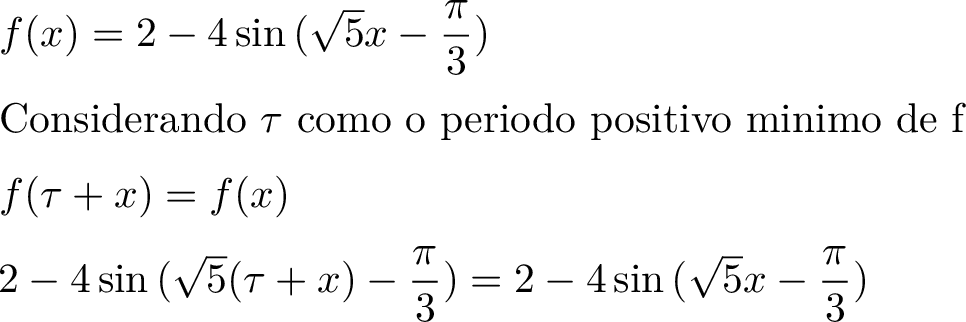 f(x) = 2 − 4 sin (√5x − π/3)
Considerando τ como o periodo positivo minimo de f
f(τ + x) = f(x)
2 − 4 sin (√5(τ + x) − π/3) = 2 − 4 sin (√5x − π/3)